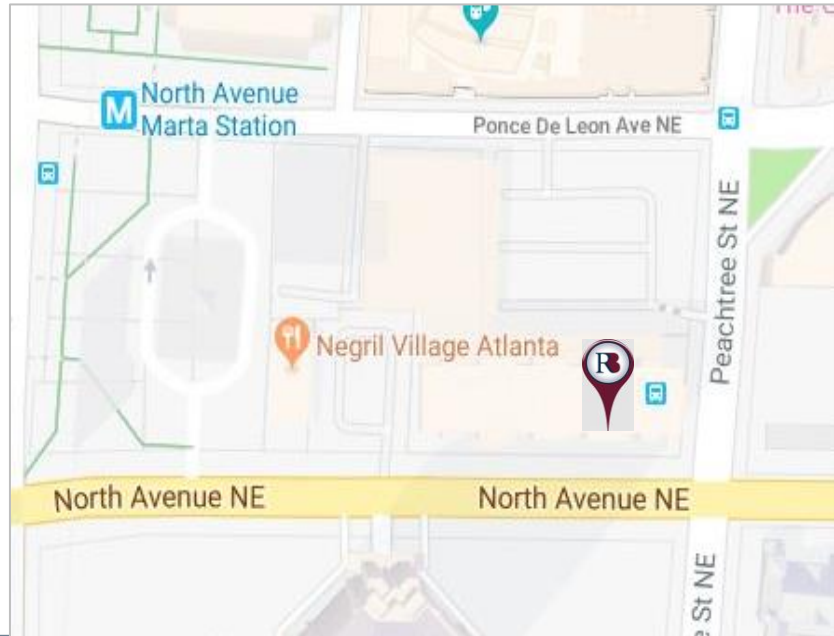 North Avenue
Marta Station
M
Ponce De Leon Ave NE
Peachtree St NE
Negril Village Atlanta
RB
North Avenue NE
North Avenue NE
St NE